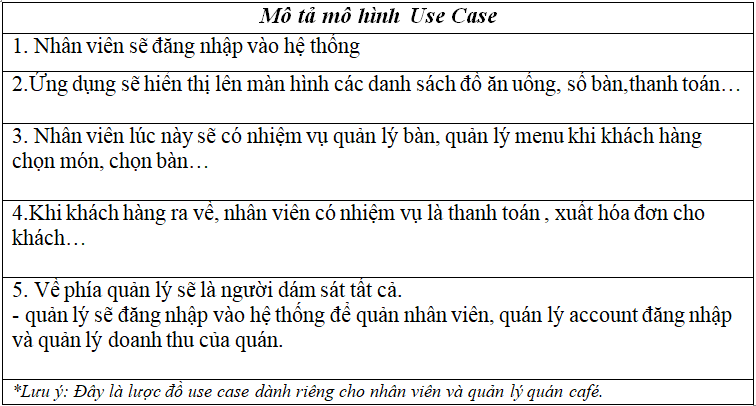 Mô tả mô hình Use Case
1. Nhân viên sẽ đăng nhập vào hệ thống
2.Ứng dụng sẽ hiển thị lên màn hình các danh sách đồ ăn uống, số bàn,thanh toán…
3. Nhân viên lúc này sẽ có nhiệm vụ quản lý bàn, quản lý menu khi khách hàng
chọn món, chọn bàn…
4.Khi khách hàng ra về, nhân viên có nhiệm vụ là thanh toán , xuất hóa đơn cho
khách…
5. Về phía quản lý sẽ là người dám sát tất cả.
- quản lý sẽ đăng nhập vào hệ thống để quản nhân viên, quán lý account đăng nhập
và quản lý doanh thu của quán.
*Lưu ý: Đây là lược đồ use case dành riêng cho nhân viên và quản lý quán café.